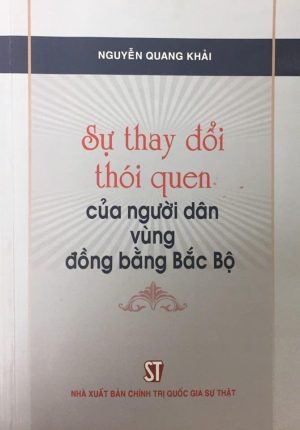 NGUYỄN QUANG KHẢI
Sự thay đổi
thói quen
của người dân
vùng
đồng bằng Bắc Bộ
ST
NHÀ XUẤT BẢN CHÍNH TRỊ QUỐC GIA SỰ THẬT